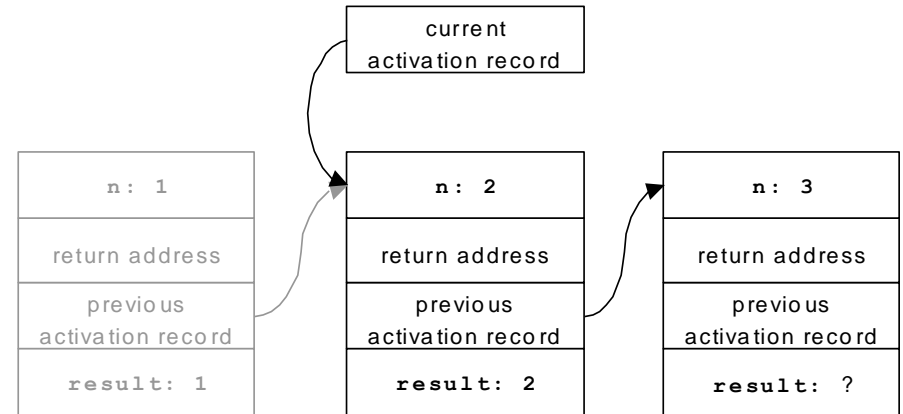 current
activation record
n: 1
return address
previous
activation record
result: 1
n: 2
return address
previous
activation record
result: 2
n: 3
return address
previous
activation record
result: ?